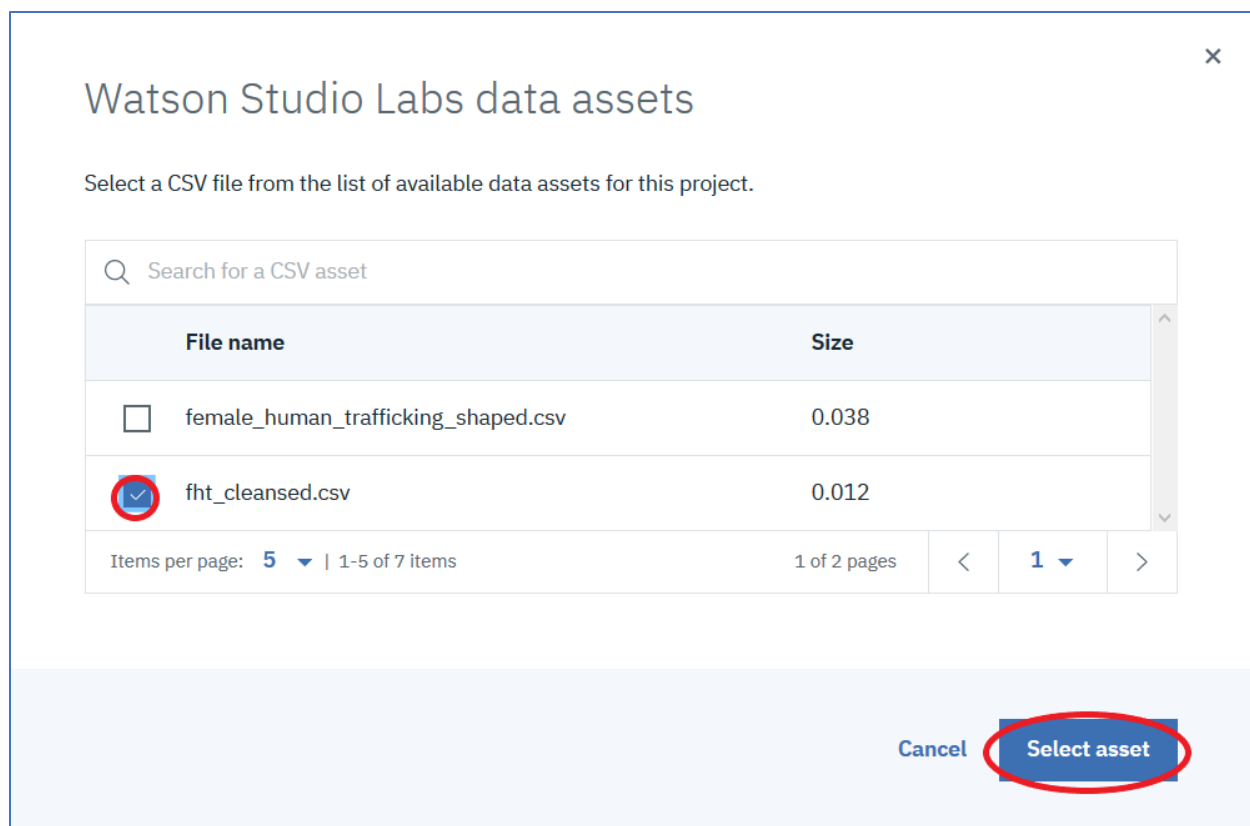 Watson Studio Labs data assets
Select a CSV file from the list of available data assets for this project.
Search for a CSV asset
File name Size
female_human_trafficking_shaped.csv 0.038
fht_cleansed.csv 0.012
Items per page: 5 | 1-5 of 7 items 1 of 2 pages 1
Cancel Select asset